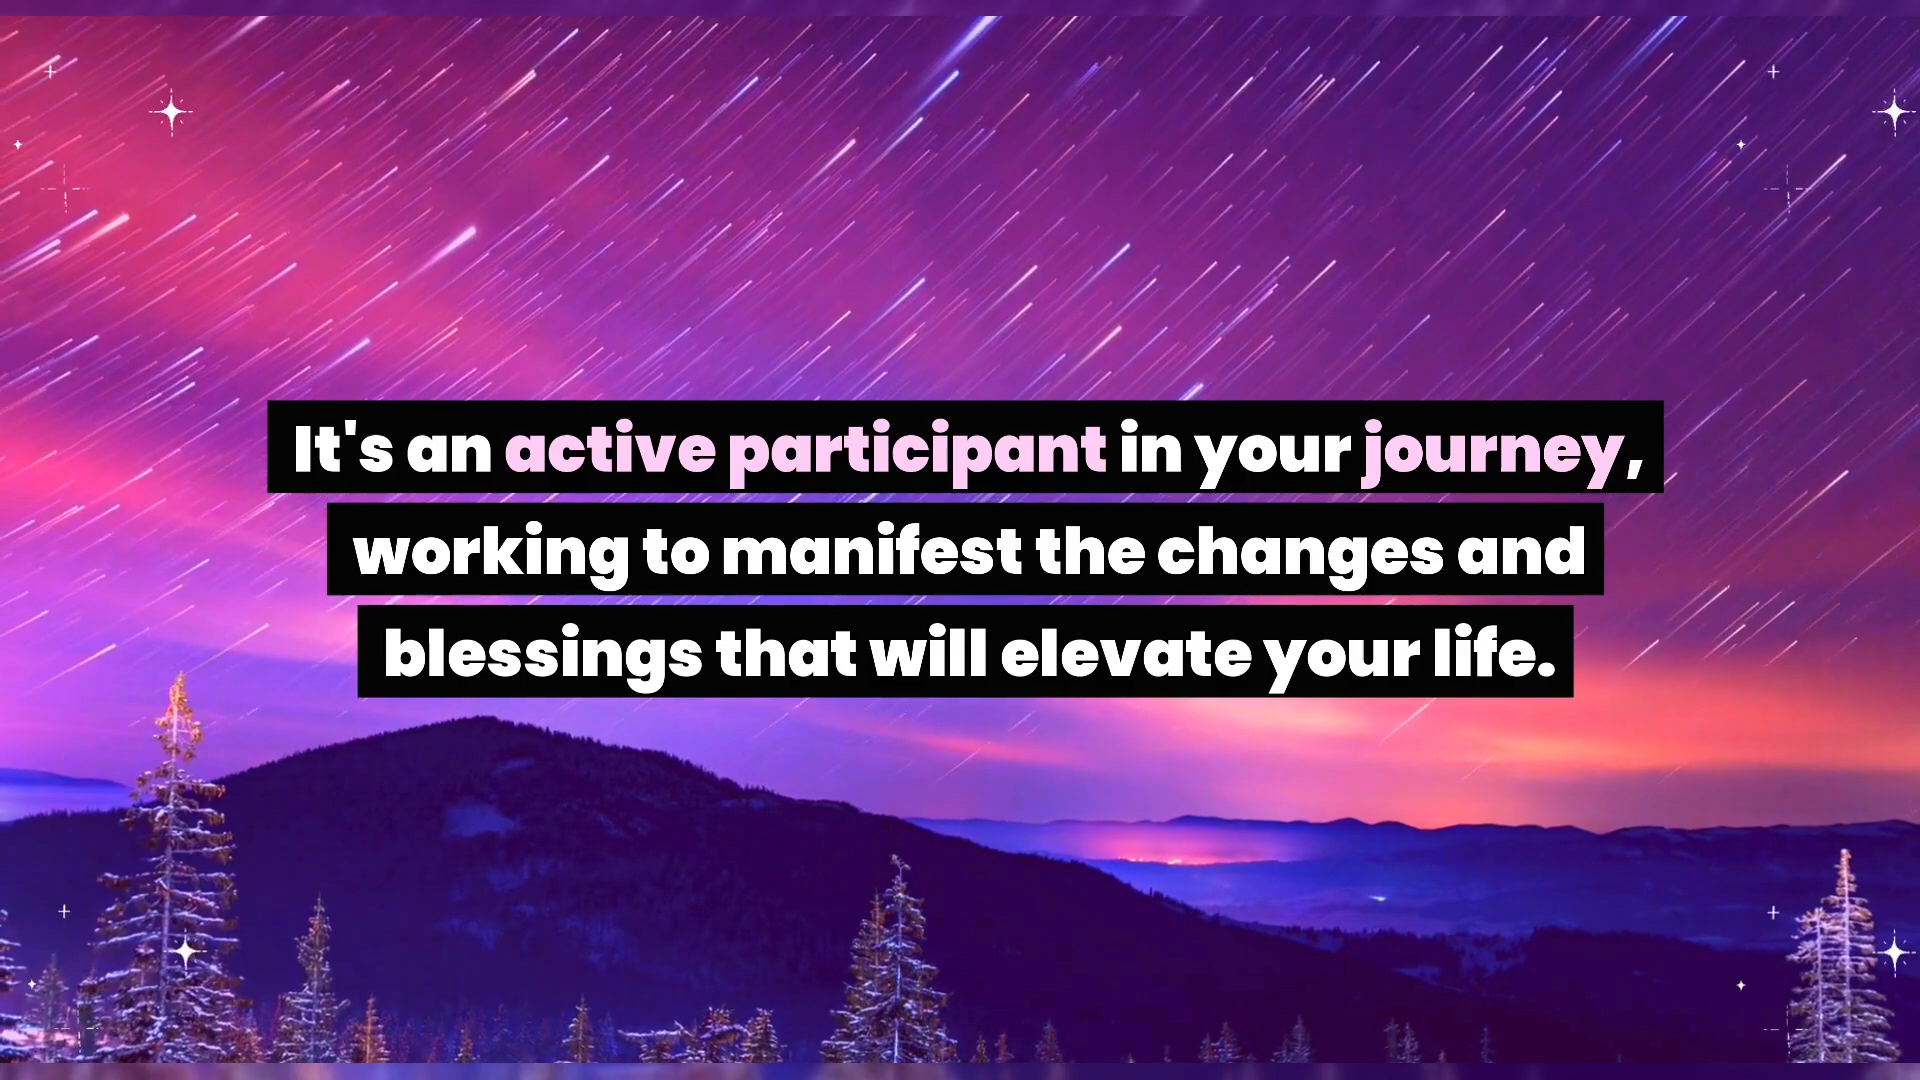 It's an active participant in your journey,
working to manifest the changes and
blessings that will elevate your life.